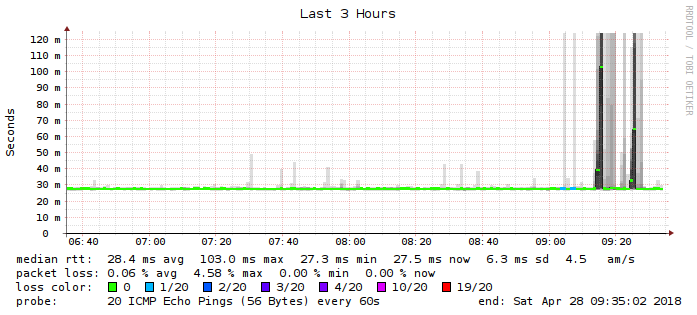 Last 3 Hours
RRDTOOL / TOBI OETIKER
Seconds
120 m
110 m
100 m
90 m
80 m
70 m
60 m
50 m
40 m
30 m
20 m
10 m
0
06:40 07:00 07:20 07:40 08:00 08:20 08:40 09:00 09:20
median rtt: 28.4 ms avg 103.0 ms max 27.3 ms min 27.5 ms now 6.3 ms sd 4.5 am/s
packet loss: 0.06 % avg 4.58 % max 0.00 % min 0.00 % now
loss color: 0 1/20 2/20 3/20 4/20 10/20 19/20
probe: 20 ICMP Echo Pings (56 Bytes) every 60s end: Sat Apr 28 09:35:02 2018